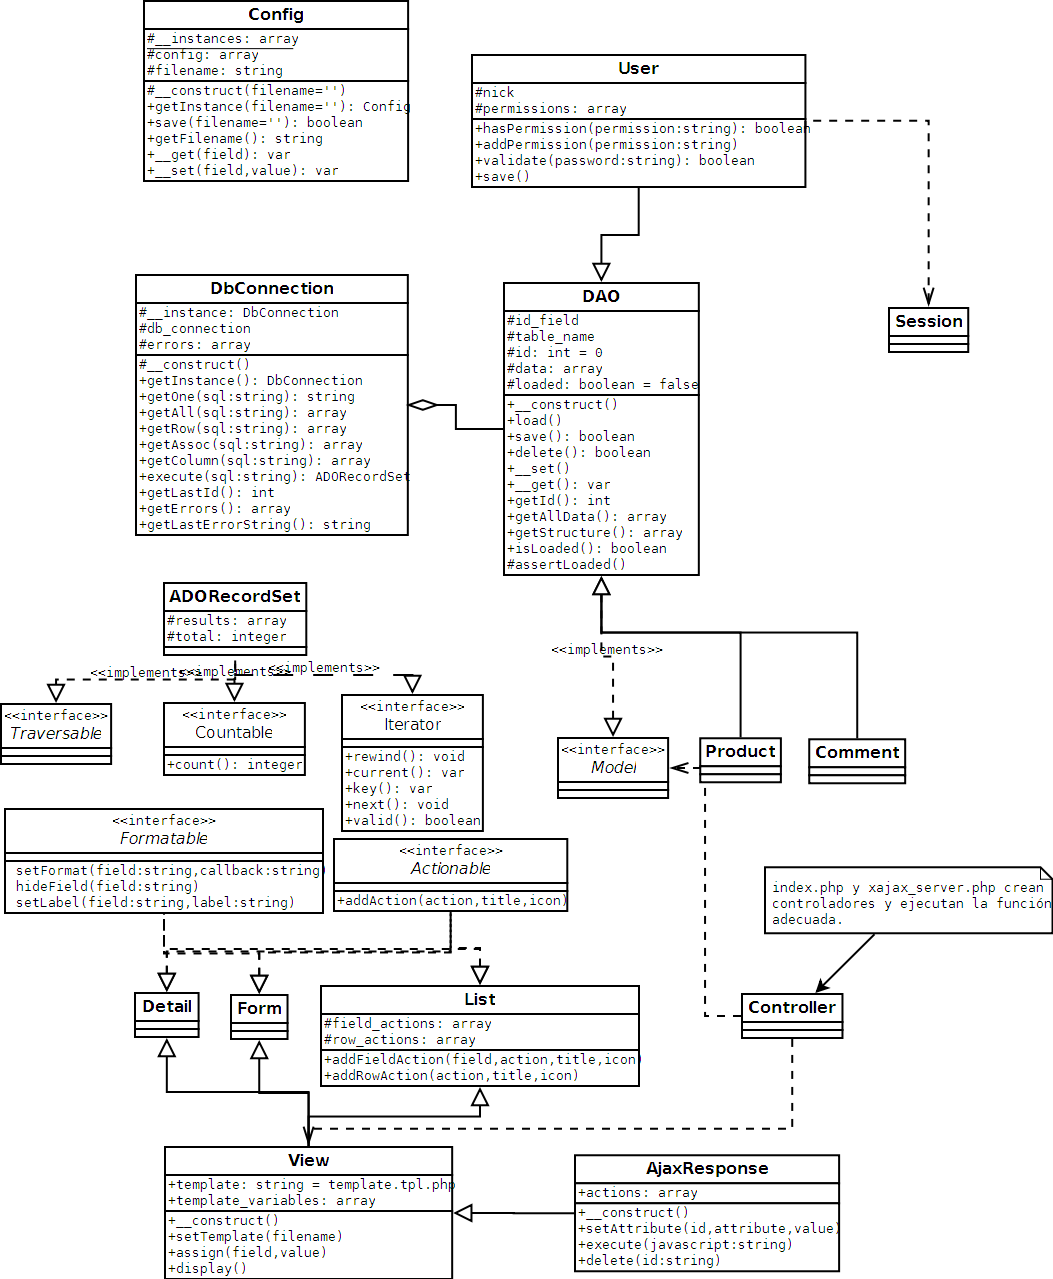 Config
#__instances: array
#config: array
#filename: string
#__construct(filename='')
+getInstance(filename=''): Config
+save(filename=''): boolean
+getFilename(): string
+__get(field): var
+__set(field,value): var
User
#nick
#permissions: array
+hasPermission(permission:string): boolean
+addPermission(permission:string)
+validate(password:string): boolean
+save()
DbConnection
#__instance: DbConnection
#db_connection
#errors: array
#__construct()
+getInstance(): DbConnection
+getOne(sql:string): string
+getAll(sql:string): array
+getRow(sql:string): array
+getAssoc(sql:string): array
+getColumn(sql:string): array
+execute(sql:string): ADORecordSet
+getLastId(): int
+getErrors(): array
+getLastErrorString(): string
DAO
#id_field
#table_name
#id: int = 0
#data: array
#loaded: boolean = false
+__construct()
+load()
+save(): boolean
+delete(): boolean
+__set()
+__get(): var
+getId(): int
+getAllData(): array
+getStructure(): array
+isLoaded(): boolean
#assertLoaded()
Session
ADORecordSet
#results: array
#total: integer
<<implements>>
<<implements>>
<<implements>>
<<implements>>
<<interface>>
Traversable
<<interface>>
Countable
+count(): integer
<<interface>>
Iterator
+rewind(): void
+current(): var
+key(): var
+next(): void
+valid(): boolean
<<interface>>
Model
Product
Comment
<<interface>>
Formatable
setFormat(field:string,callback:string)
hideField(field:string)
setLabel(field:string,label:string)
<<interface>>
Actionable
+addAction(action,title,icon)
index.php y xajax_server.php crean
controladores y ejecutan la función
adecuada.
Detail
Form
List
#field_actions: array
#row_actions: array
+addFieldAction(field,action,title,icon)
+addRowAction(action,title,icon)
Controller
View
+template: string = template.tpl.php
+template_variables: array
+__construct()
+setTemplate(filename)
+assign(field,value)
+display()
AjaxResponse
+actions: array
+__construct()
+setAttribute(id,attribute,value)
+execute(javascript:string)
+delete(id:string)